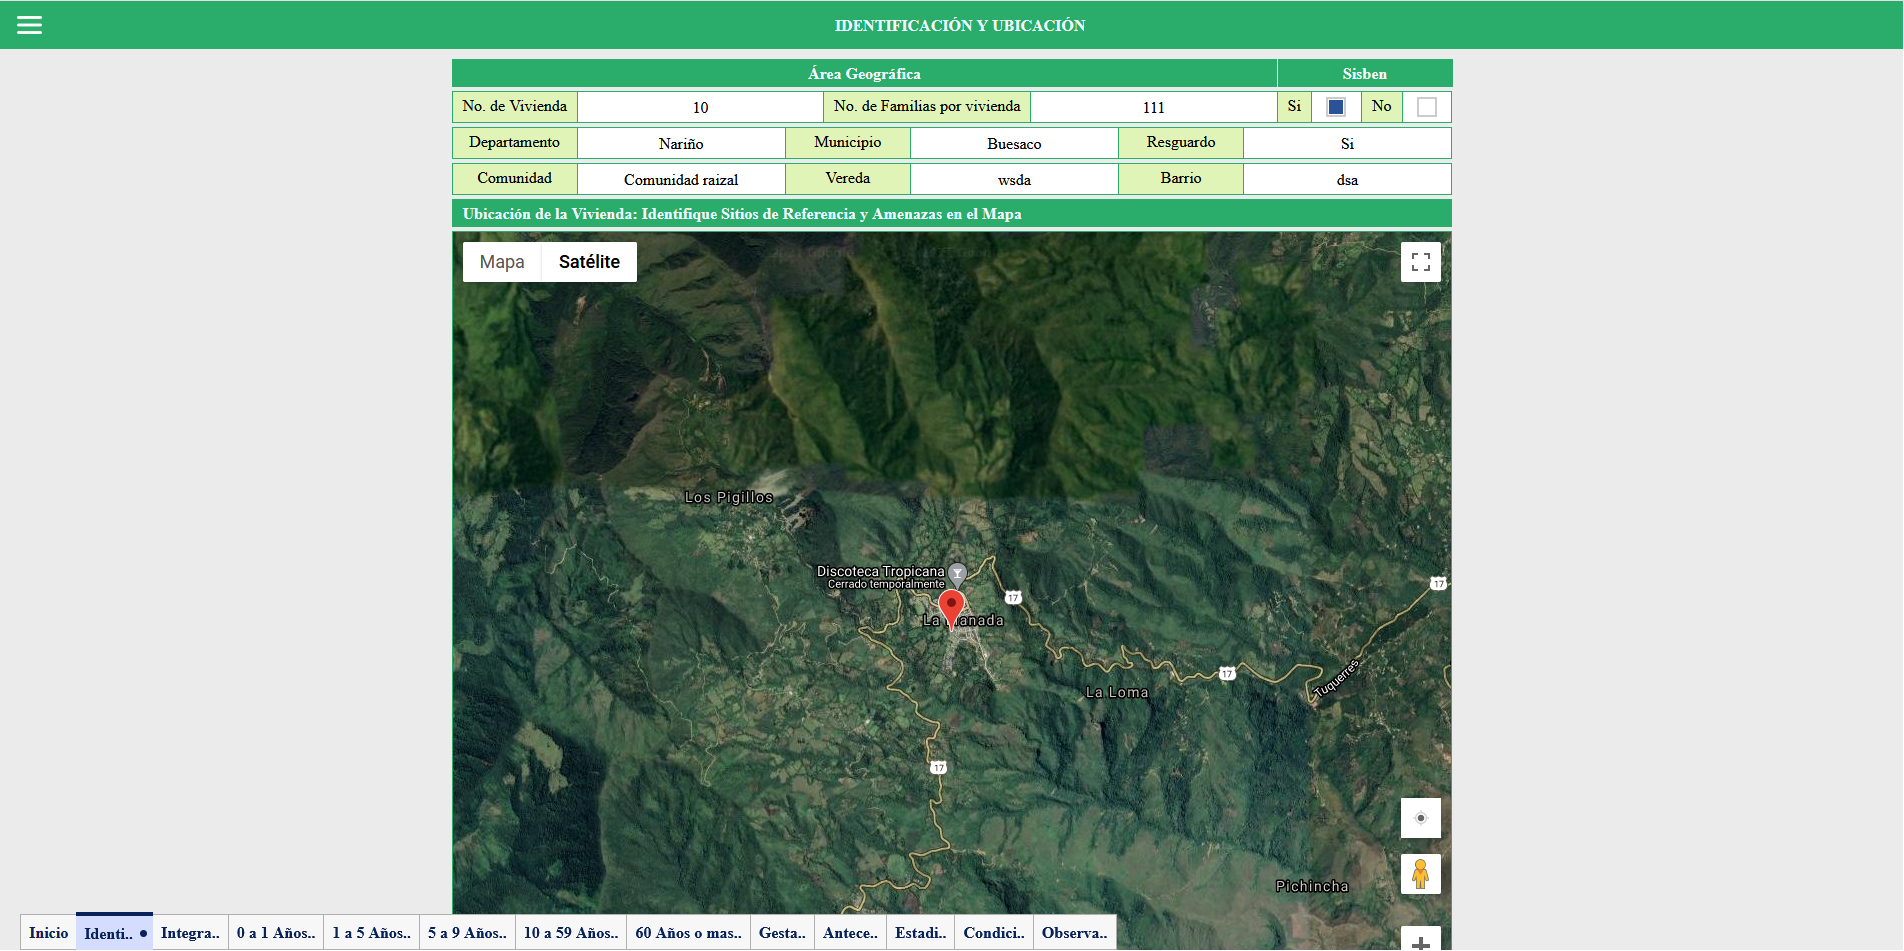 IDENTIFICACIÓN Y UBICACIÓN
Área Geográfica Sisben
No. de Vivienda 10 No. de Familias por vivienda 111 Si No
Departamento Nariño Municipio Buesaco Resguardo Si
Comunidad Comunidad raizal Vereda wsda Barrio dsa
Ubicación de la Vivienda: Identifique Sitios de Referencia y Amenazas en el Mapa
Mapa Satélite
Los Pigillos
Discoteca Tropicana
Cerrado temporalmente
17
17
La anada
17
Tuquerres
La Loma
17
Pichincha
Inicio Identi.. Integra.. 0 a 1 Años.. 1 a 5 Años.. 5 a 9 Años.. 10 a 59 Años.. 60 Años o mas.. Gesta.. Antece.. Estadi.. Condici.. Observa..